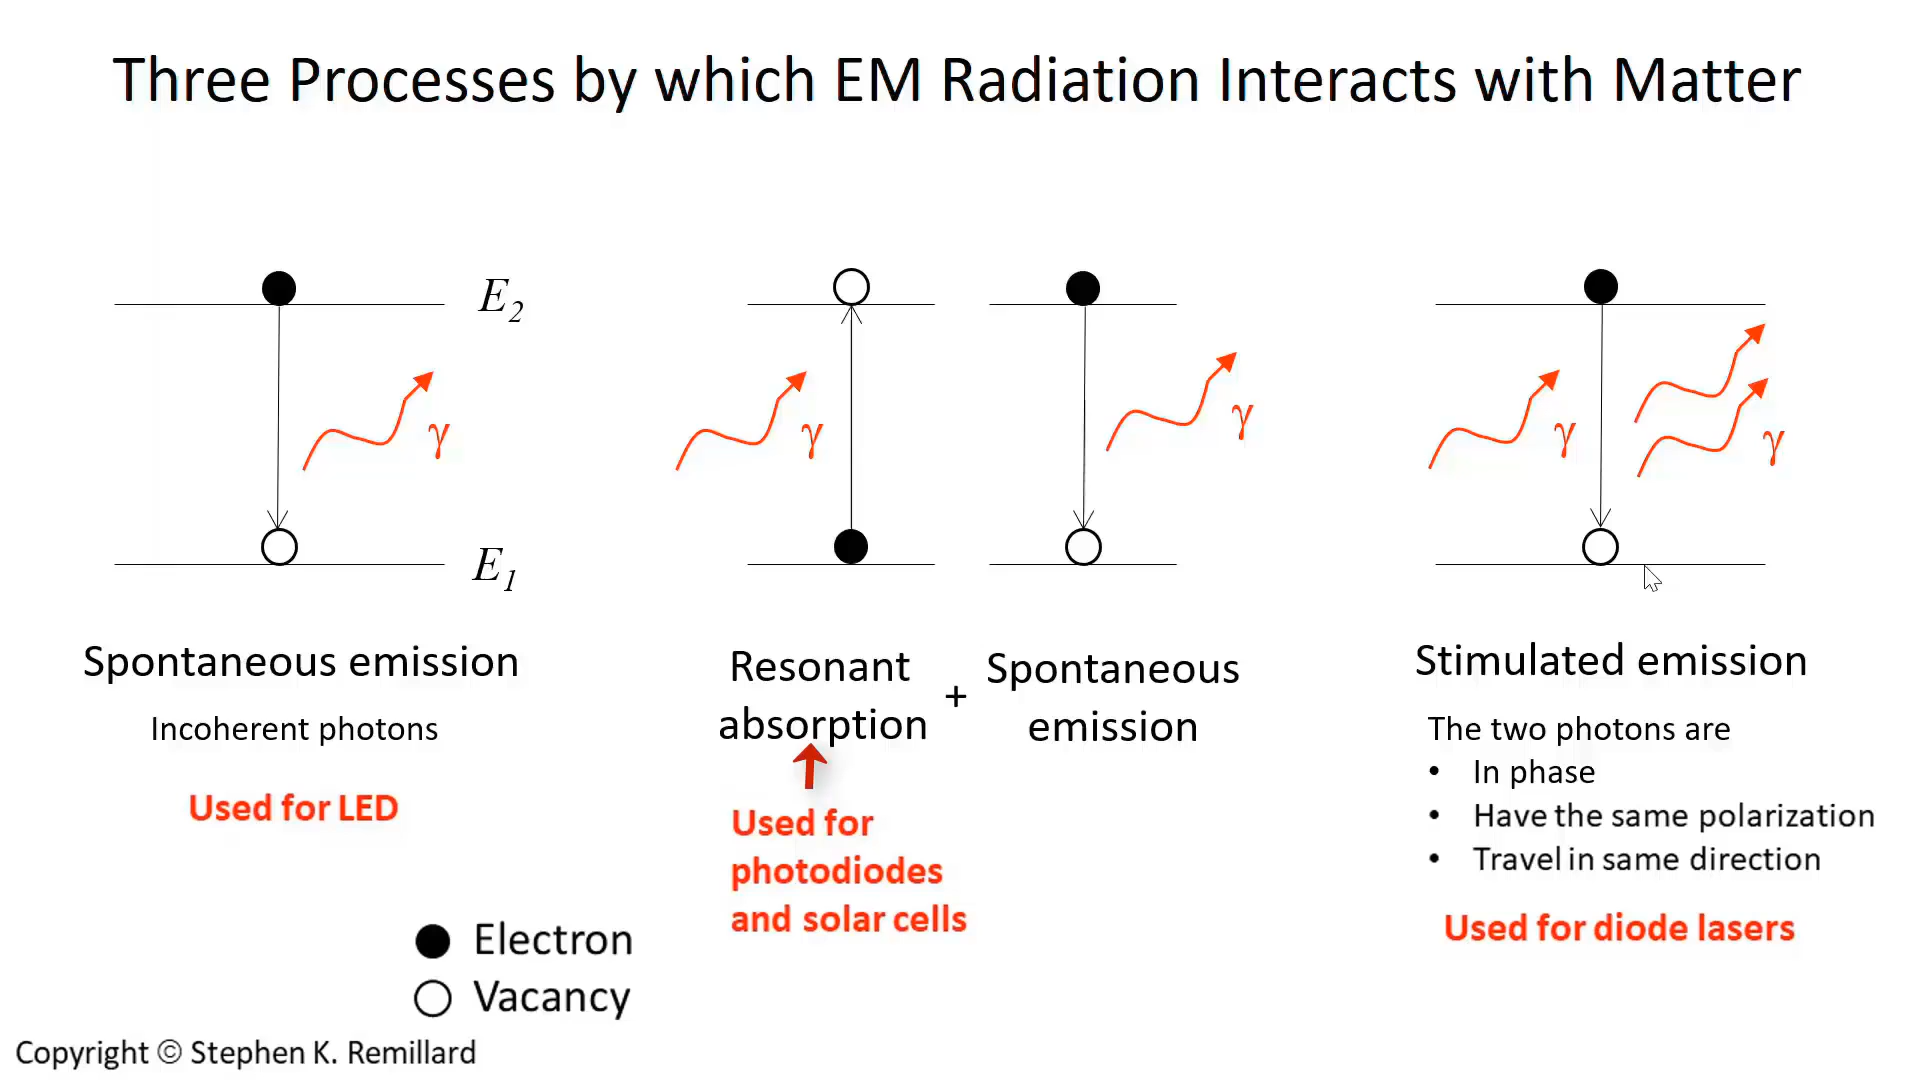 Three Processes by which EM Radiation Interacts with Matter
E2
E1
γ
γ
γ
γ
γ
Spontaneous emission
Incoherent photons
Used for LED
Resonant
absorption
+
Spontaneous
emission
Used for
photodiodes
and solar cells
Stimulated emission
The two photons are
• In phase
• Have the same polarization
• Travel in same direction
Used for diode lasers
Electron
Vacancy
Copyright © Stephen K. Remillard